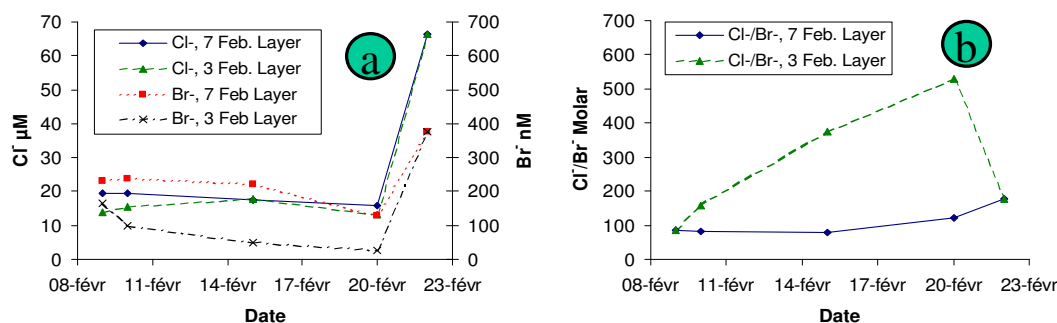 70
60
50
40
30
20
10
0
Cl⁻ µM
Cl-, 7 Feb. Layer
Cl-, 3 Feb. Layer
Br-, 7 Feb. Layer
Br-, 3 Feb. Layer
a
700
600
500
400
300
200
100
0
Br⁻ nM
08-févr 11-févr 14-févr 17-févr 20-févr 23-févr
Date
700
600
500
400
300
200
100
0
Cl⁻/Br⁻ Molar
Cl-/Br-, 7 Feb. Layer
Cl-/Br-, 3 Feb. Layer
b
08-févr 11-févr 14-févr 17-févr 20-févr 23-févr
Date